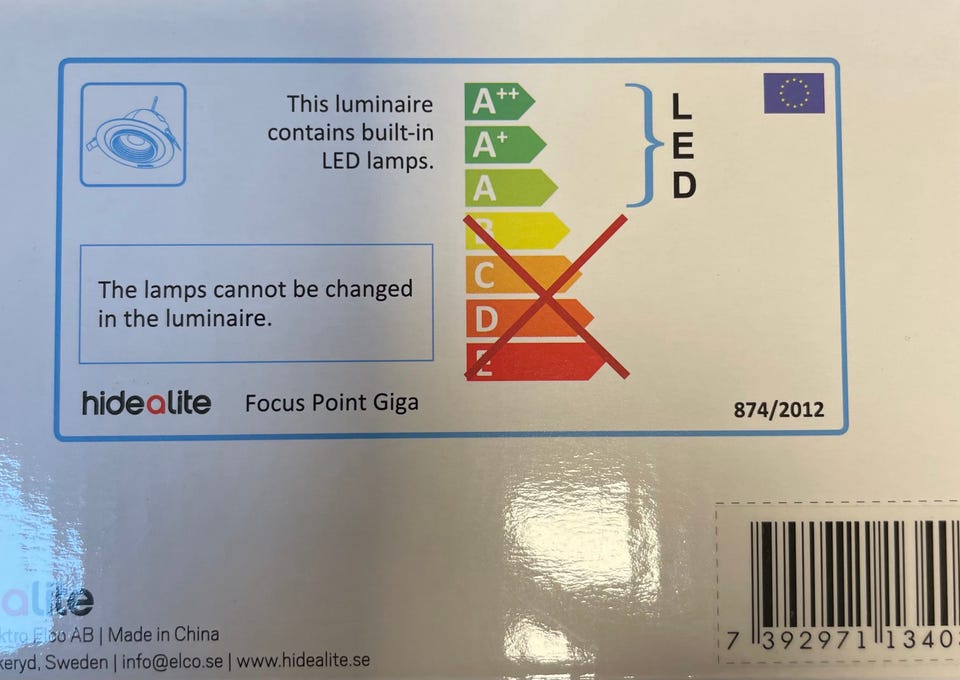 This luminaire
contains built-in
LED lamps.
A++
A+
A
B
C
D
E
L
E
D
The lamps cannot be changed
in the luminaire.
hidealite Focus Point Giga
874/2012
alite
Elco AB | Made in China
Sweden | info@elco.se | www.hidealite.se
7 392971 1340